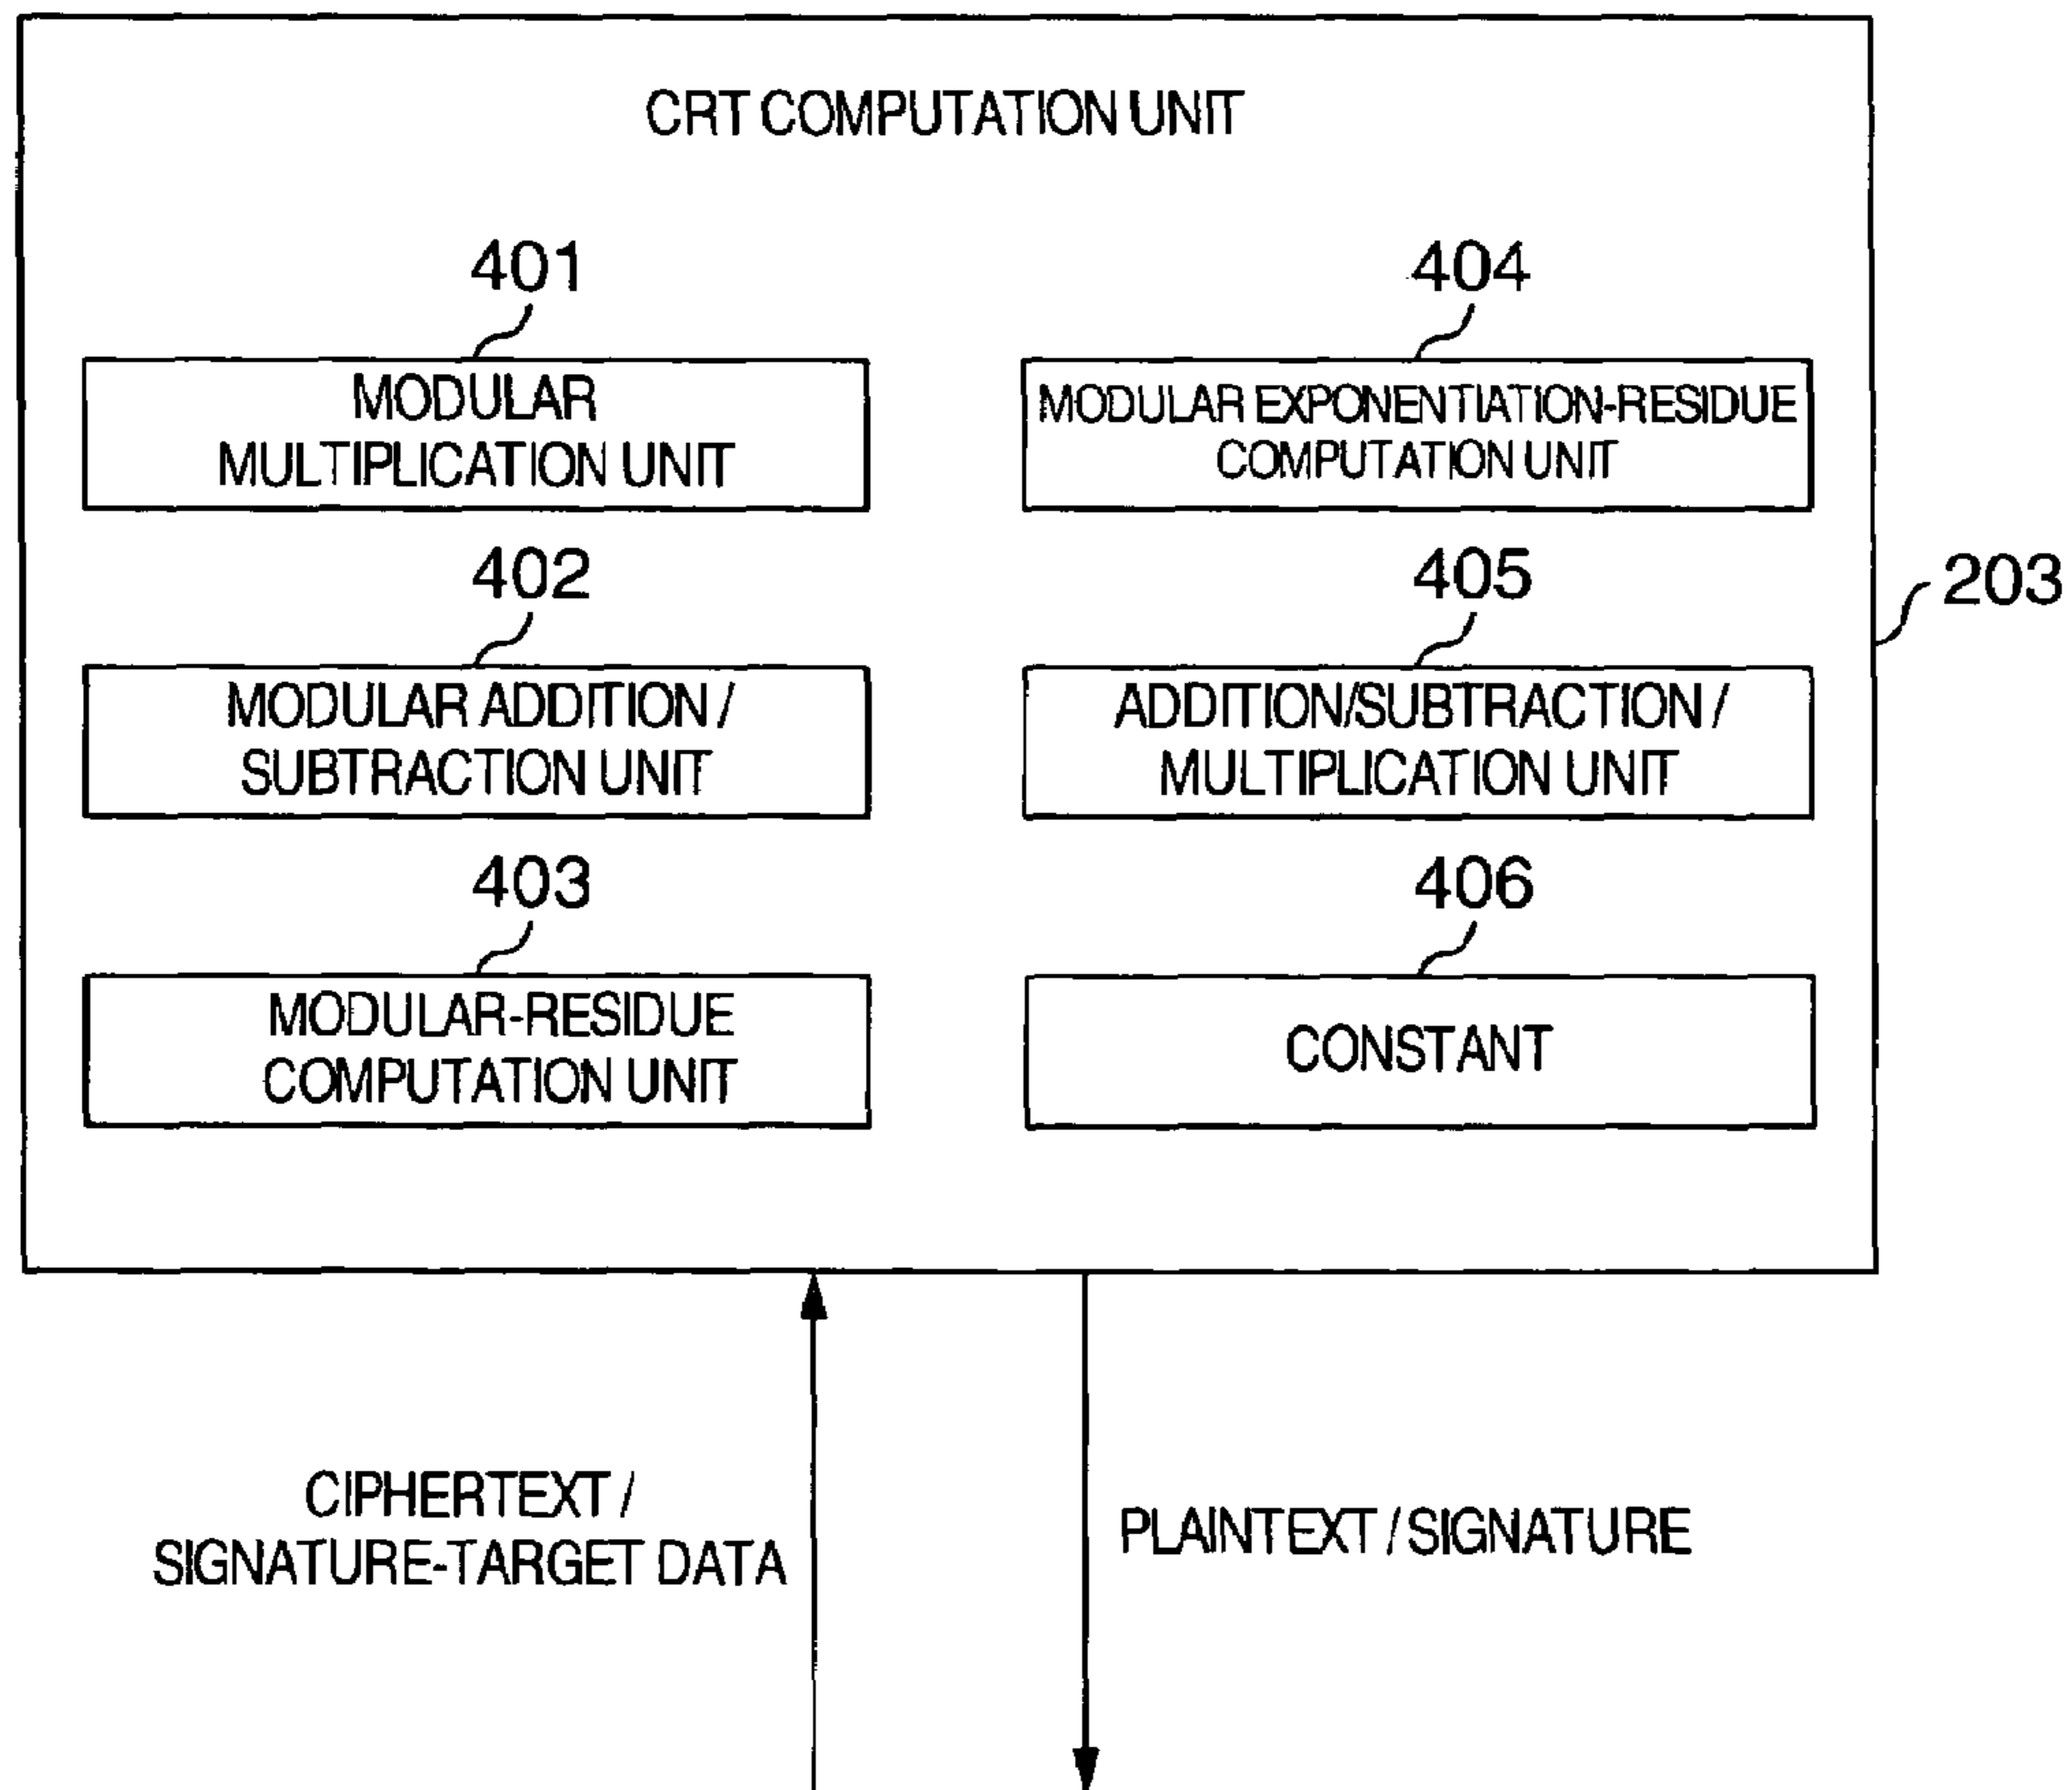 CRT COMPUTATION UNIT
401
MODULAR
MULTIPLICATION UNIT
404
MODULAR EXPONENTIATION-RESIDUE
COMPUTATION UNIT
402
MODULAR ADDITION /
SUBTRACTION UNIT
405
ADDITION/SUBTRACTION /
MULTIPLICATION UNIT
203
403
MODULAR-RESIDUE
COMPUTATION UNIT
406
CONSTANT
CIPHERTEXT /
SIGNATURE-TARGET DATA
PLAINTEXT / SIGNATURE